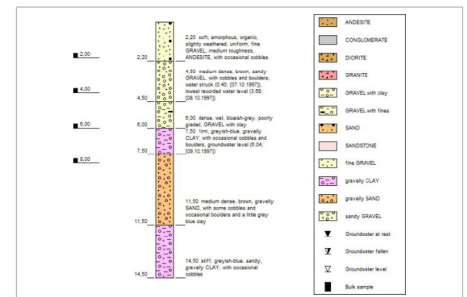 2,20 soft, amorphous, organic,
slightly weathered, uniform, fine
GRAVEL, medium toughness,
ANDESITE, with occasional cobbles
2,00
2,20
4,50 medium dense, brown, sandy
GRAVEL, with cobbles and boulders,
water struck (0.40; [07.10.1997]),
lowest recorded water level (3.60;
[08.10.1997])
4,00
4,50
6,00 dense, wet, blueish-grey, poorly
graded, GRAVEL with clay
6,00
6,00
7,50 firm, greyish-blue, gravelly
CLAY, with occasional cobbles and
boulders, groundwater level (5.04;
[09.10.1997])
7,50
8,00
11,50 medium dense, brown, gravelly
SAND, with some cobbles and
occasional boulders and a little grey
blue clay
11,50
14,50 stiff, greyish-blue, sandy,
gravelly CLAY, with occasional
cobbles
14,50
ANDESITE
CONGLOMERATE
DIORITE
GRANITE
GRAVEL with clay
GRAVEL with fines
SAND
SANDSTONE
fine GRAVEL
gravelly CLAY
gravelly SAND
sandy GRAVEL
Groundwater at rest
Groundwater fallen
Groundwater level
Bulk sample